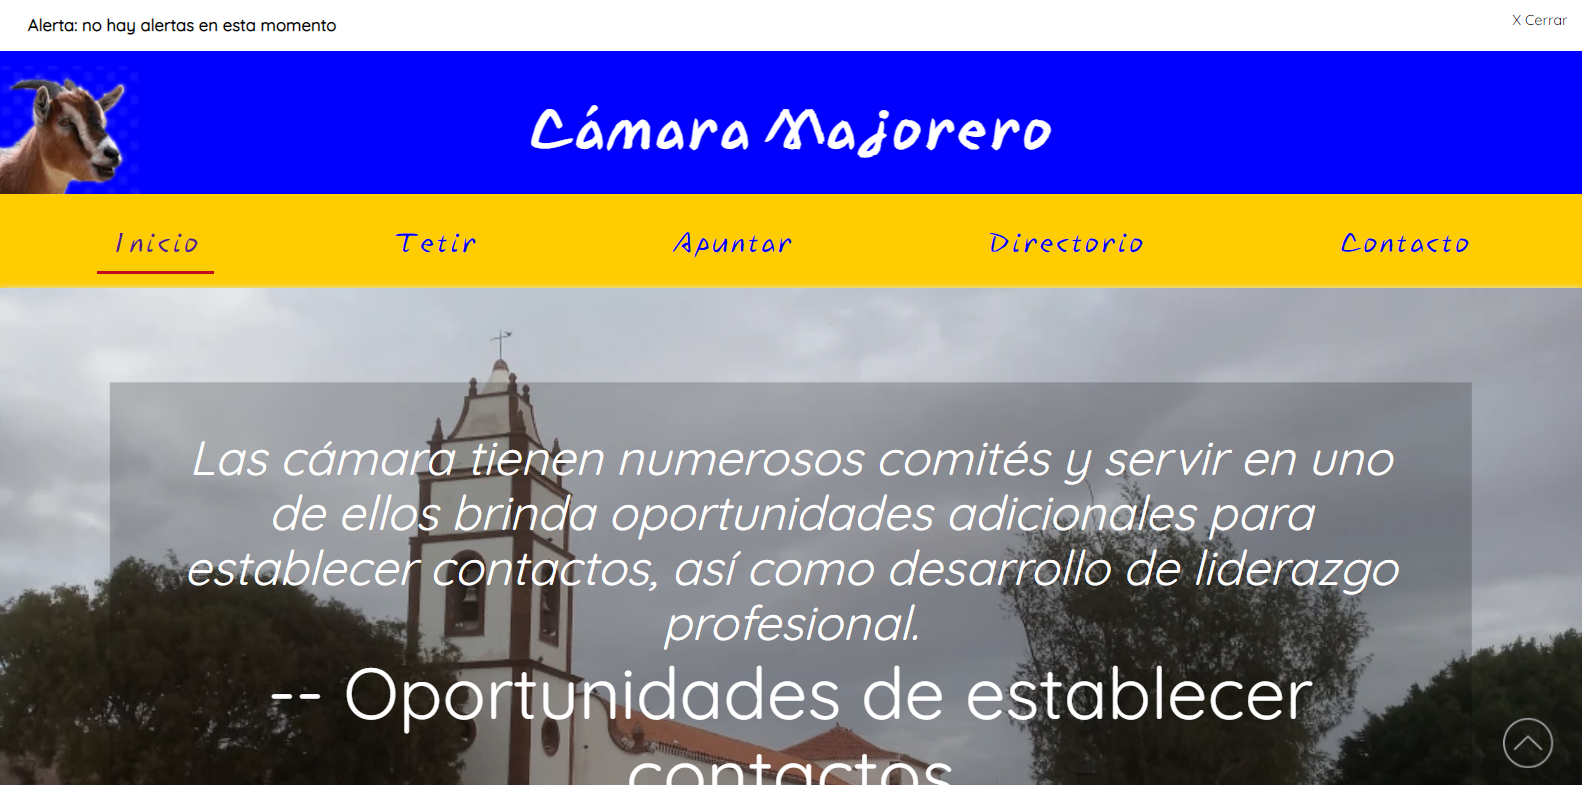 Alerta: no hay alertas en esta momento
X Cerrar
Cámara Majorero
Inicio Tetir Apuntar Directorio Contacto
Las cámara tienen numerosos comités y servir en uno
de ellos brinda oportunidades adicionales para
establecer contactos, así como desarrollo de liderazgo
profesional.
-- Oportunidades de establecer
contactos